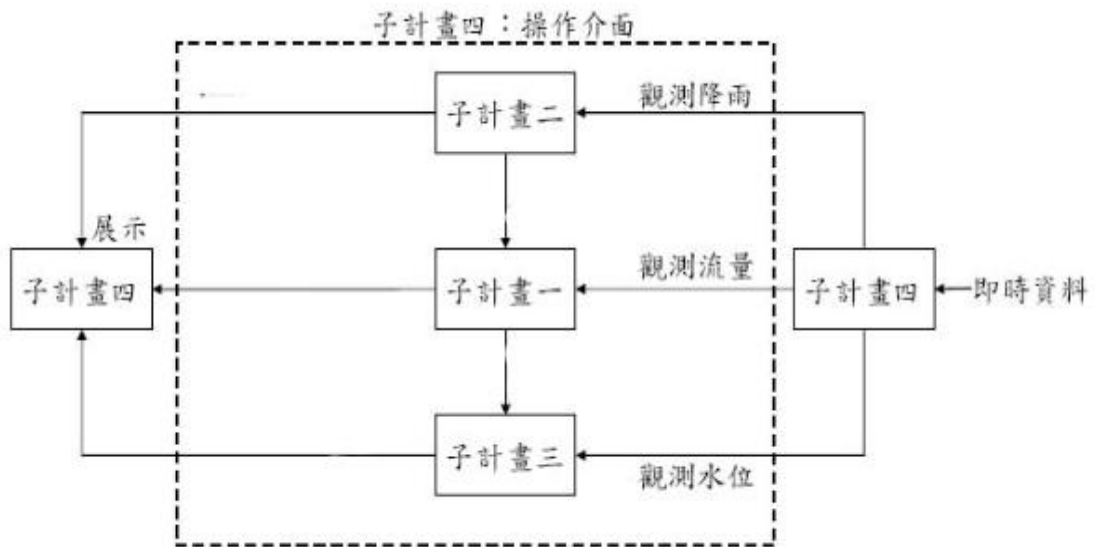 子計畫四：操作介面
子計畫二
觀測降雨
展示
子計畫四
子計畫一
觀測流量
子計畫四
即時資料
子計畫三
觀測水位